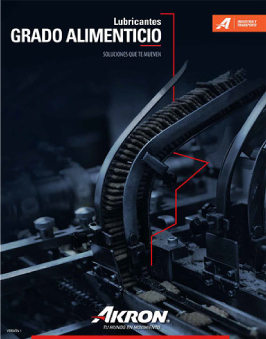 Lubricantes
GRADO ALIMENTICIO
SOLUCIONES QUE TE MUEVEN
INDUSTRIA Y
TRANSPORTE
AKRON
TU MUNDO EN MOVIMIENTO
VERSIÓN 1